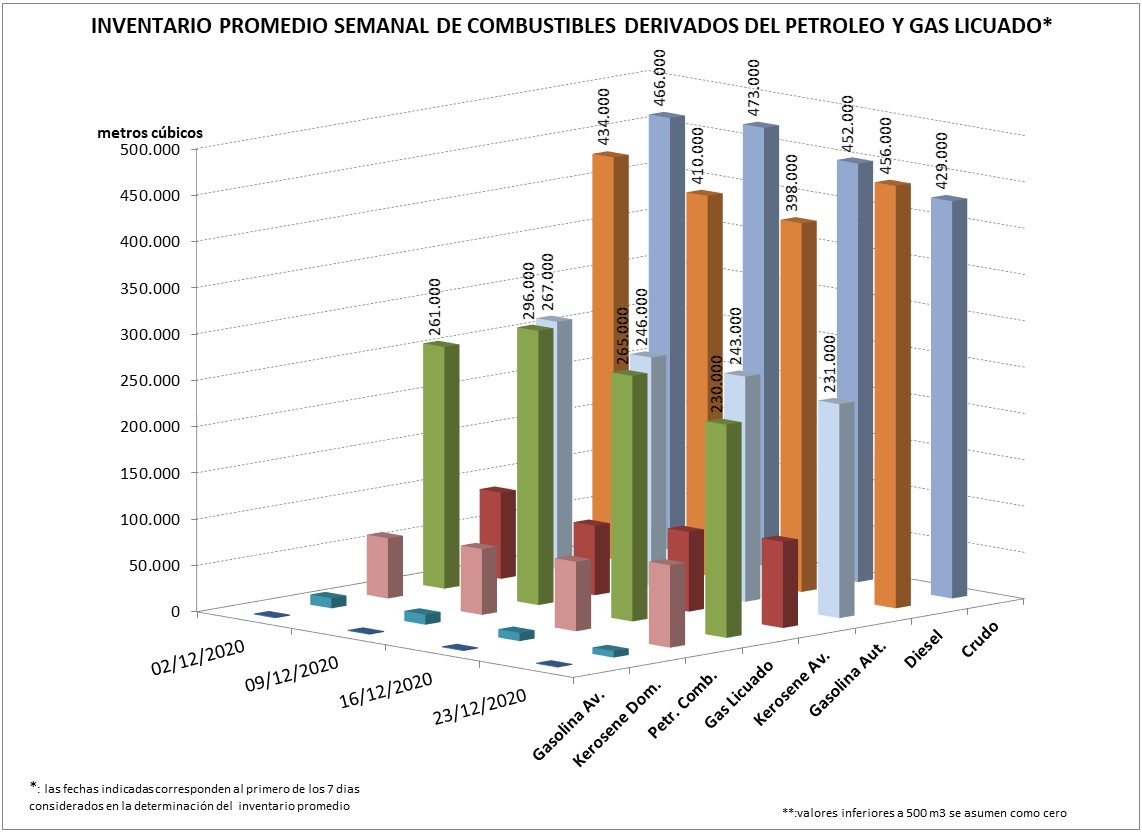 INVENTARIO PROMEDIO SEMANAL DE COMBUSTIBLES DERIVADOS DEL PETROLEO Y GAS LICUADO*
metros cúbicos
500.000
450.000
400.000
350.000
300.000
250.000
200.000
150.000
100.000
50.000
0
261.000
296.000
267.000
434.000
265.000
246.000
466.000
410.000
230.000
243.000
473.000
398.000
231.000
452.000
456.000
429.000
02/12/2020
09/12/2020
16/12/2020
23/12/2020
Gasolina Av.
Kerosene Dom.
Petr. Comb.
Gas Licuado
Kerosene Av.
Gasolina Aut.
Diesel
Crudo
*: las fechas indicadas corresponden al primero de los 7 dias
considerados en la determinación del inventario promedio
**:valores inferiores a 500 m3 se asumen como cero